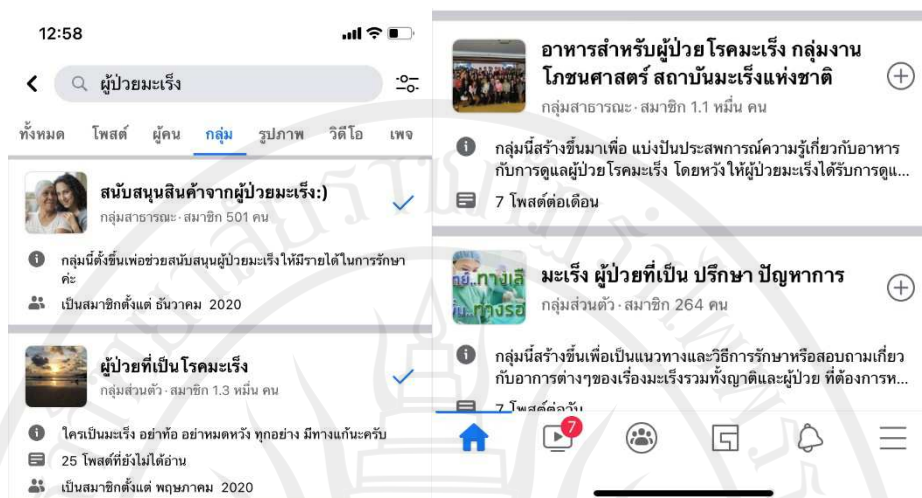 12:58
ผู้ป่วยมะเร็ง
ทั้งหมด โพสต์ ผู้คน กลุ่ม รูปภาพ วิดีโอ เพจ
สนับสนุนสินค้าจากผู้ป่วยมะเร็ง:)
กลุ่มสาธารณะ · สมาชิก 501 คน
กลุ่มนี้ตั้งขึ้นเพ่อช่วยสนับสนุนผู้ป่วยมะเร็งให้มีรายได้ในการรักษา
ค่ะ
เป็นสมาชิกตั้งแต่ ธันวาคม 2020
ผู้ป่วยที่เป็นโรคมะเร็ง
กลุ่มส่วนตัว · สมาชิก 1.3 หมื่น คน
ใครเป็นมะเร็ง อย่าท้อ อย่าหมดหวัง ทุกอย่าง มีทางแก้นะครับ
25 โพสต์ที่ยังไม่ได้อ่าน
เป็นสมาชิกตั้งแต่ พฤษภาคม 2020
อาหารสำหรับผู้ป่วยโรคมะเร็ง กลุ่มงาน
โภชนศาสตร์ สถาบันมะเร็งแห่งชาติ
กลุ่มสาธารณะ · สมาชิก 1.1 หมื่น คน
กลุ่มนี้สร้างขึ้นมาเพื่อ แบ่งปันประสพการณ์ความรู้เกี่ยวกับอาหาร
กับการดูแลผู้ป่วยโรคมะเร็ง โดยหวังให้ผู้ป่วยมะเร็งได้รับการดูแ...
7 โพสต์ต่อเดือน
มะเร็ง ผู้ป่วยที่เป็น ปรึกษา ปัญหาการ
กลุ่มส่วนตัว · สมาชิก 264 คน
กลุ่มนี้สร้างขึ้นเพื่อเป็นแนวทางและวิธีการรักษาหรือสอบถามเกี่ยว
กับอาการต่างๆของเรื่องมะเร็งรวมทั้งญาติและผู้ป่วย ที่ต้องการห...
7 โพสต์ต่อวัน
7